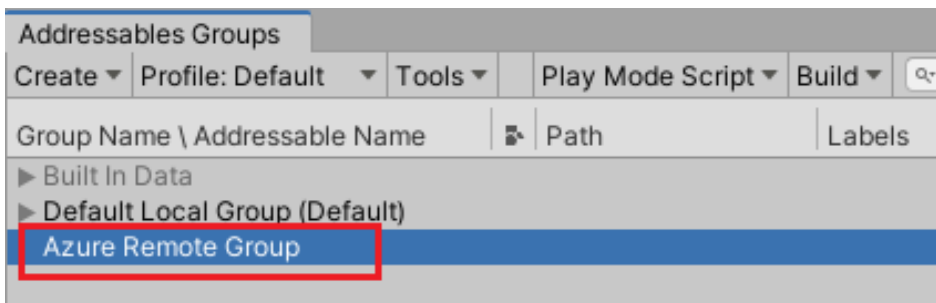 Addressables Groups
Create Profile: Default Tools Play Mode Script Build
Group Name \ Addressable Name Path Labels
Built In Data
Default Local Group (Default)
Azure Remote Group